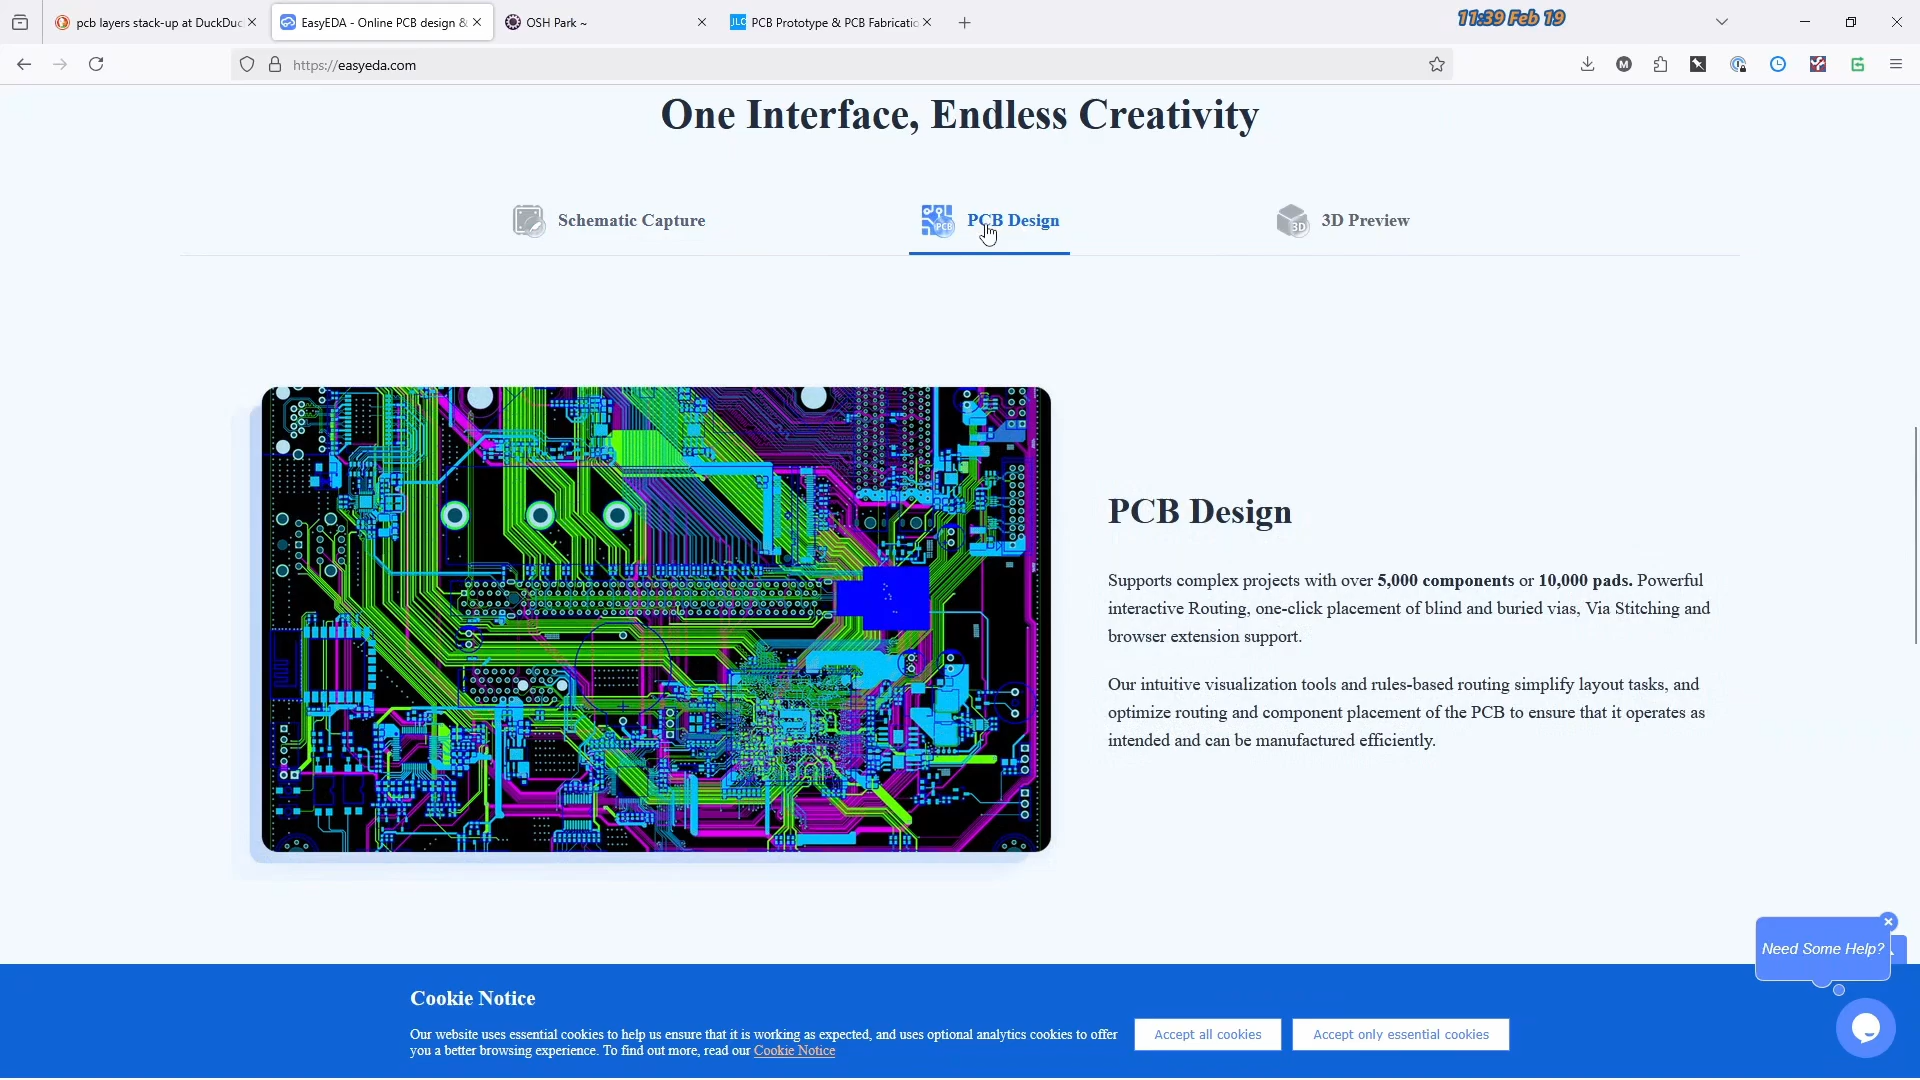 pcb layers stack-up at DuckDuc
EasyEDA - Online PCB design &
OSH Park ~
JLC
PCB Prototype & PCB Fabricatio
11:39 Feb 19
https://easyeda.com
M
One Interface, Endless Creativity
Schematic Capture
PCB
PCB Design
3D
3D Preview
PCB Design
Supports complex projects with over 5,000 components or 10,000 pads. Powerful
interactive Routing, one-click placement of blind and buried vias, Via Stitching and
browser extension support.
Our intuitive visualization tools and rules-based routing simplify layout tasks, and
optimize routing and component placement of the PCB to ensure that it operates as
intended and can be manufactured efficiently.
Need Some Help?
Cookie Notice
Our website uses essential cookies to help us ensure that it is working as expected, and uses optional analytics cookies to offer
you a better browsing experience. To find out more, read our Cookie Notice
Accept all cookies
Accept only essential cookies